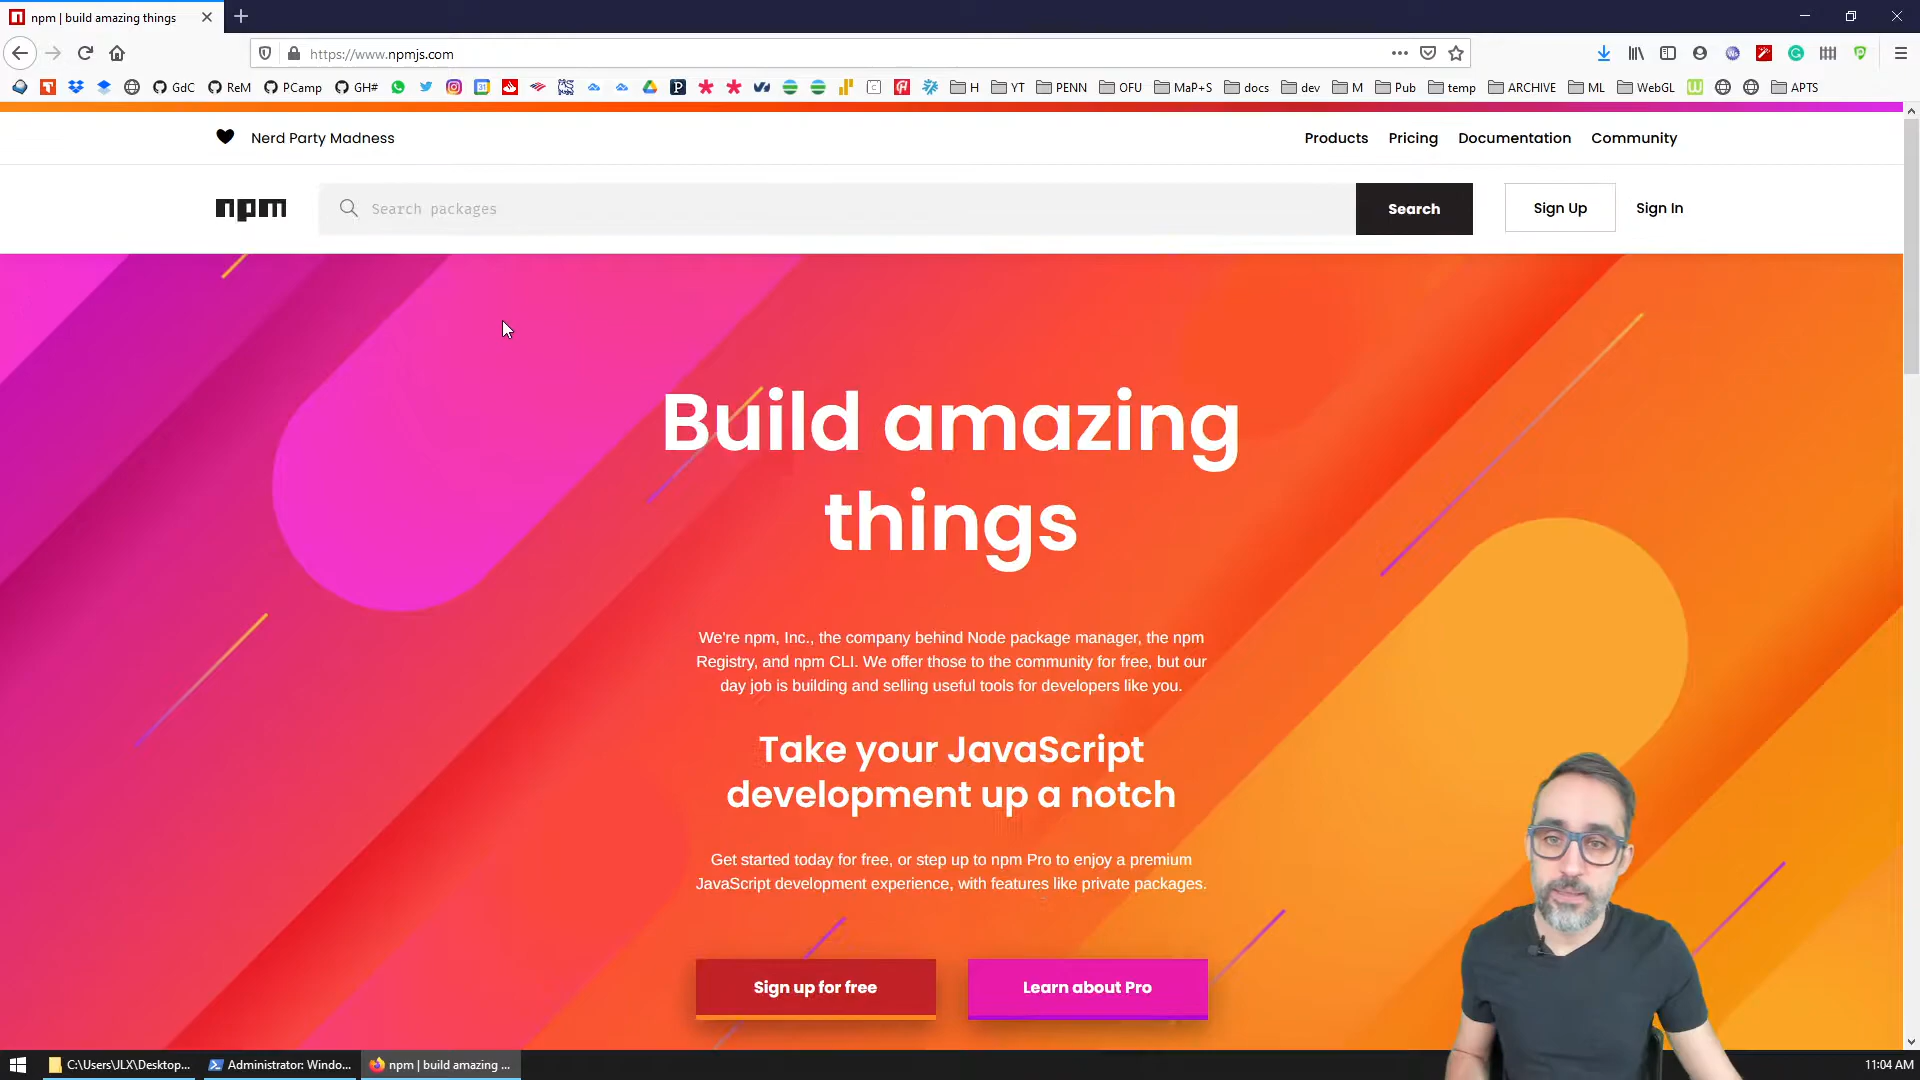 npm | build amazing things
https://www.npmjs.com
GdC
ReM
PCamp
GH#
H
YT
PENN
OFU
MaP+S
docs
dev
M
Pub
temp
ARCHIVE
ML
WebGL
APTS
Nerd Party Madness
Products
Pricing
Documentation
Community
npm
Search packages
Search
Sign Up
Sign In
Build amazing
things
We're npm, Inc., the company behind Node package manager, the npm
Registry, and npm CLI. We offer those to the community for free, but our
day job is building and selling useful tools for developers like you.
Take your JavaScript
development up a notch
Get started today for free, or step up to npm Pro to enjoy a premium
JavaScript development experience, with features like private packages.
Sign up for free
Learn about Pro
C:\Users\JLX\Desktop...
Administrator: Windo...
npm | build amazing ...
11:04 AM